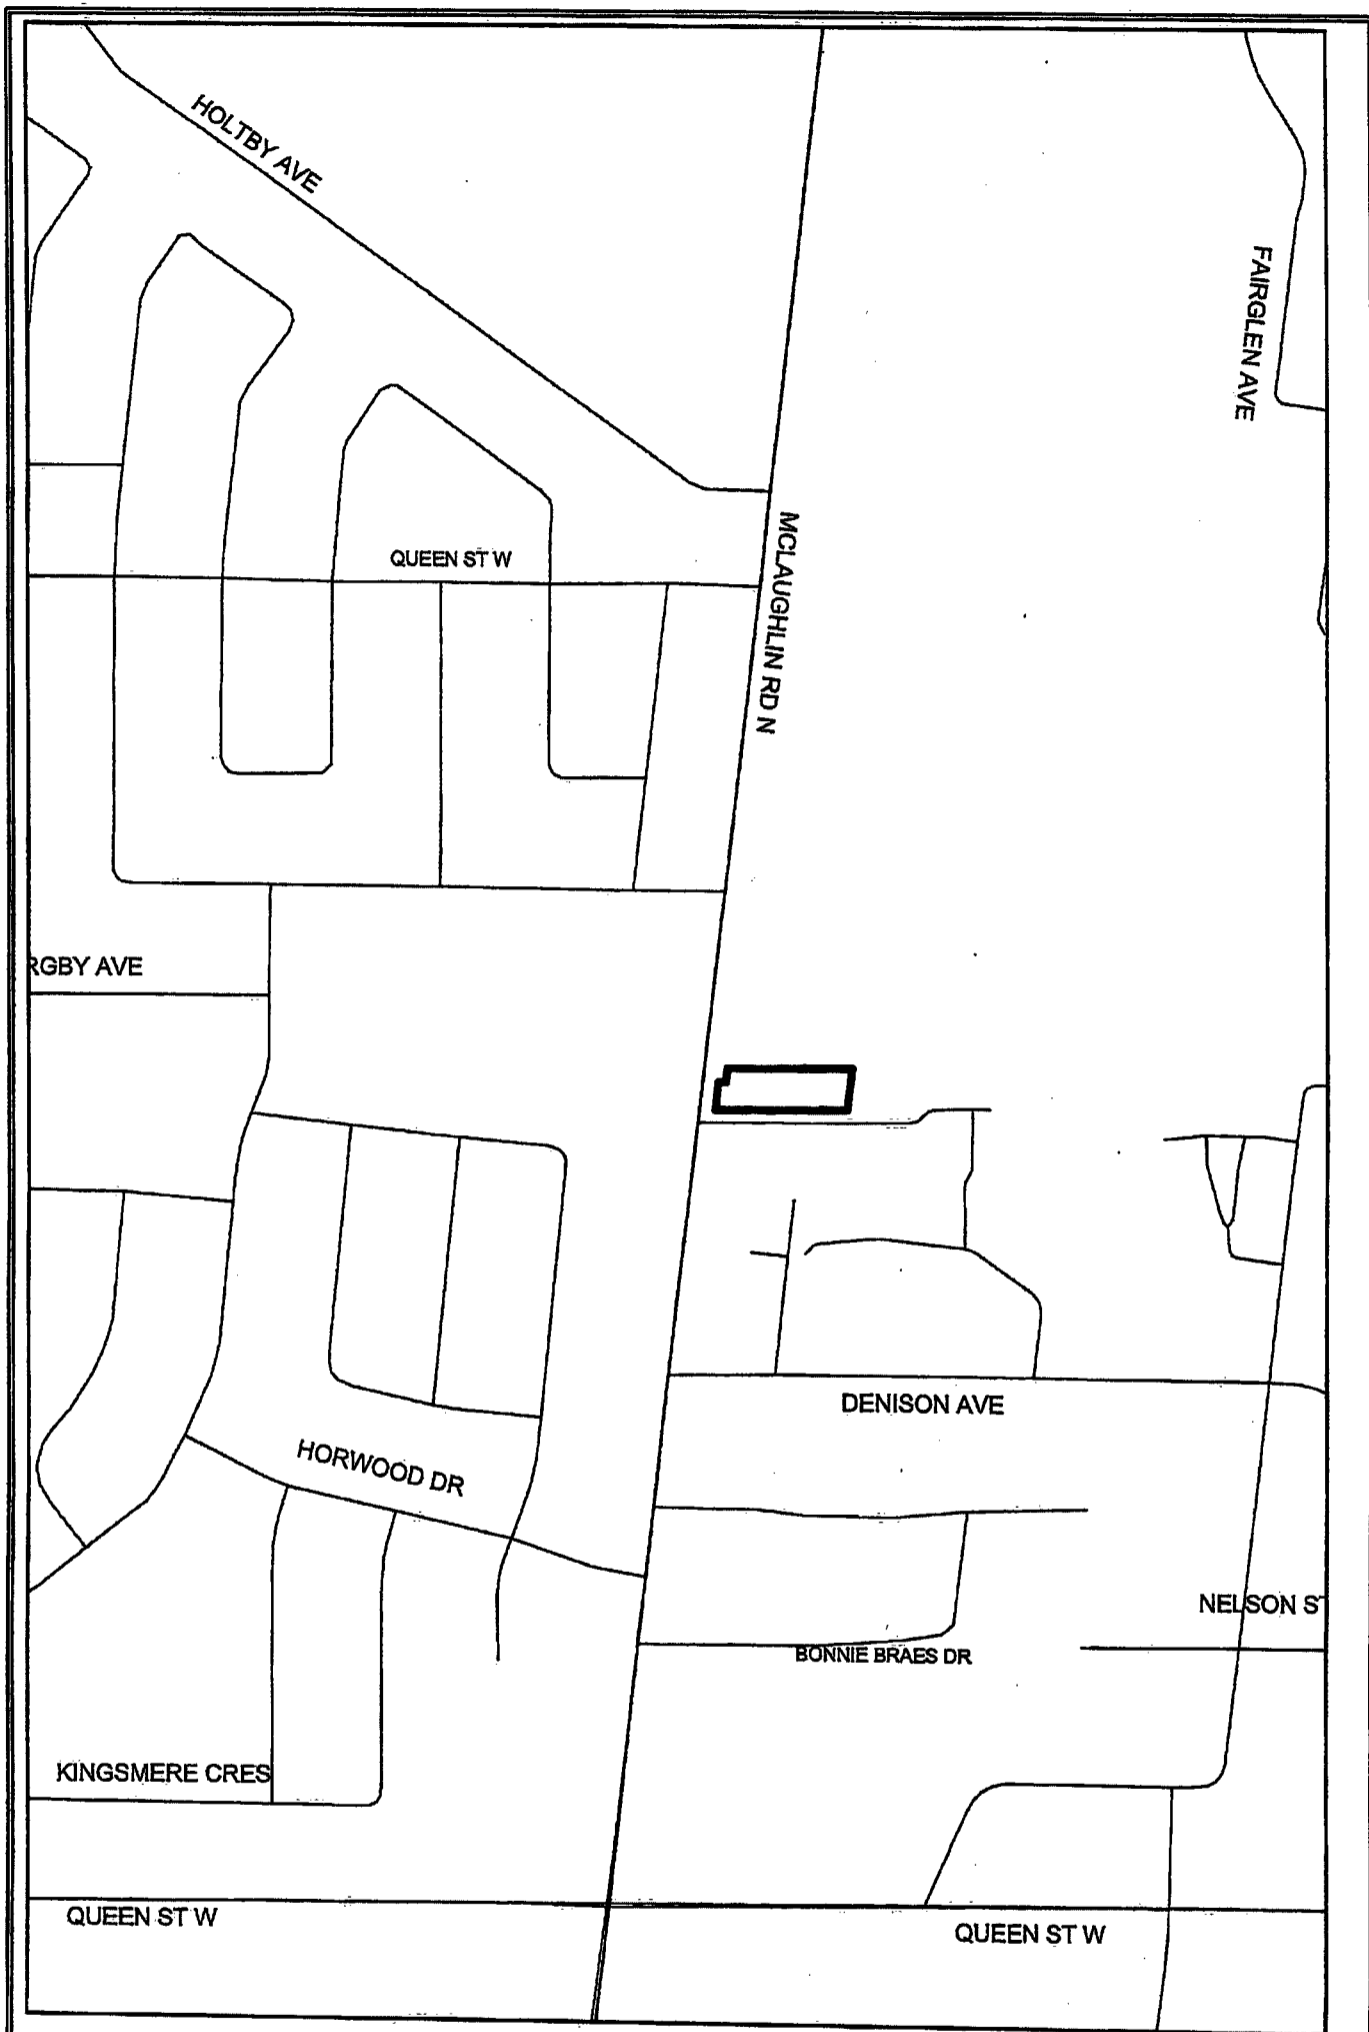 HOLTBY AVE
FAIRGLEN AVE
QUEEN ST W
MCLAUGHLIN RD N
RGBY AVE
DENISON AVE
HORWOOD DR
NELSON ST
BONNIE BRAES DR
KINGSMERE CRES
QUEEN ST W
QUEEN ST W